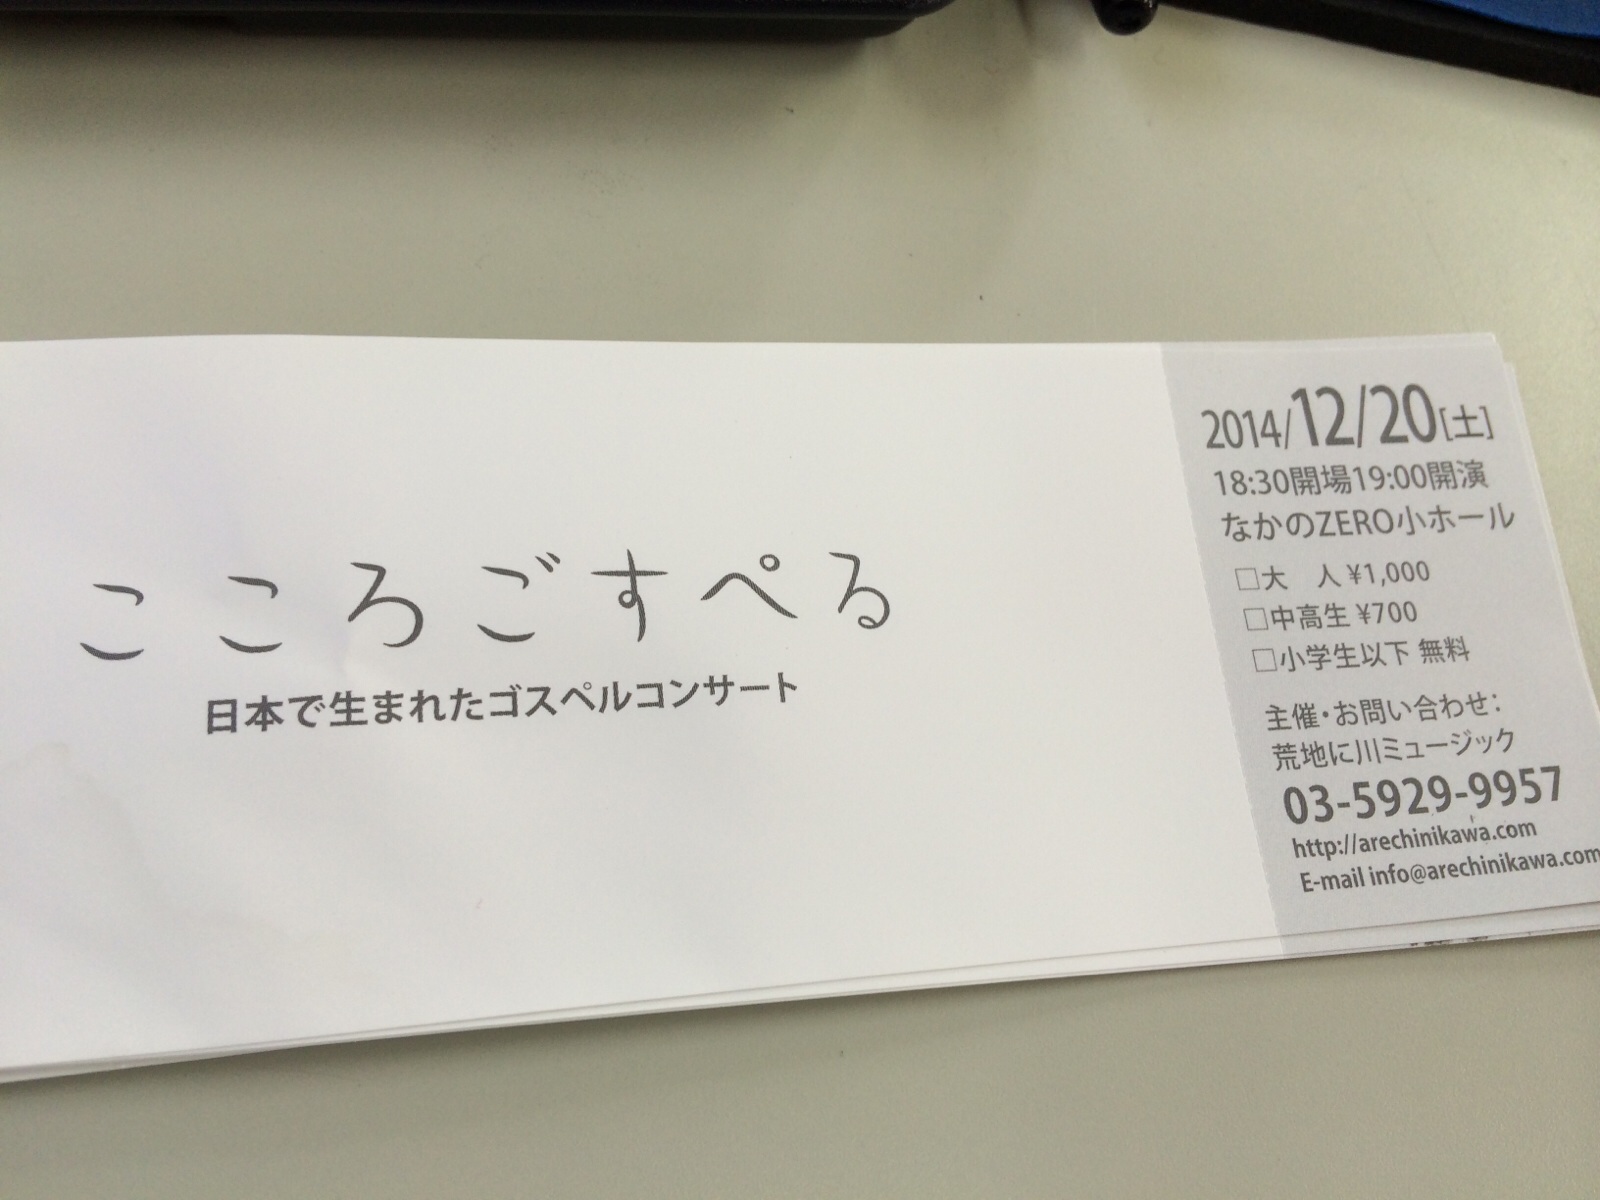 こころごすぺる
日本で生まれたゴスペルコンサート
2014/12/20[土]
18:30開場19:00開演
なかのZERO小ホール
□大　人 ¥1,000
□中高生 ¥700
□小学生以下 無料
主催・お問い合わせ：
荒地に川ミュージック
03-5929-9957
http://arechinikawa.com
E-mail info@arechinikawa.com